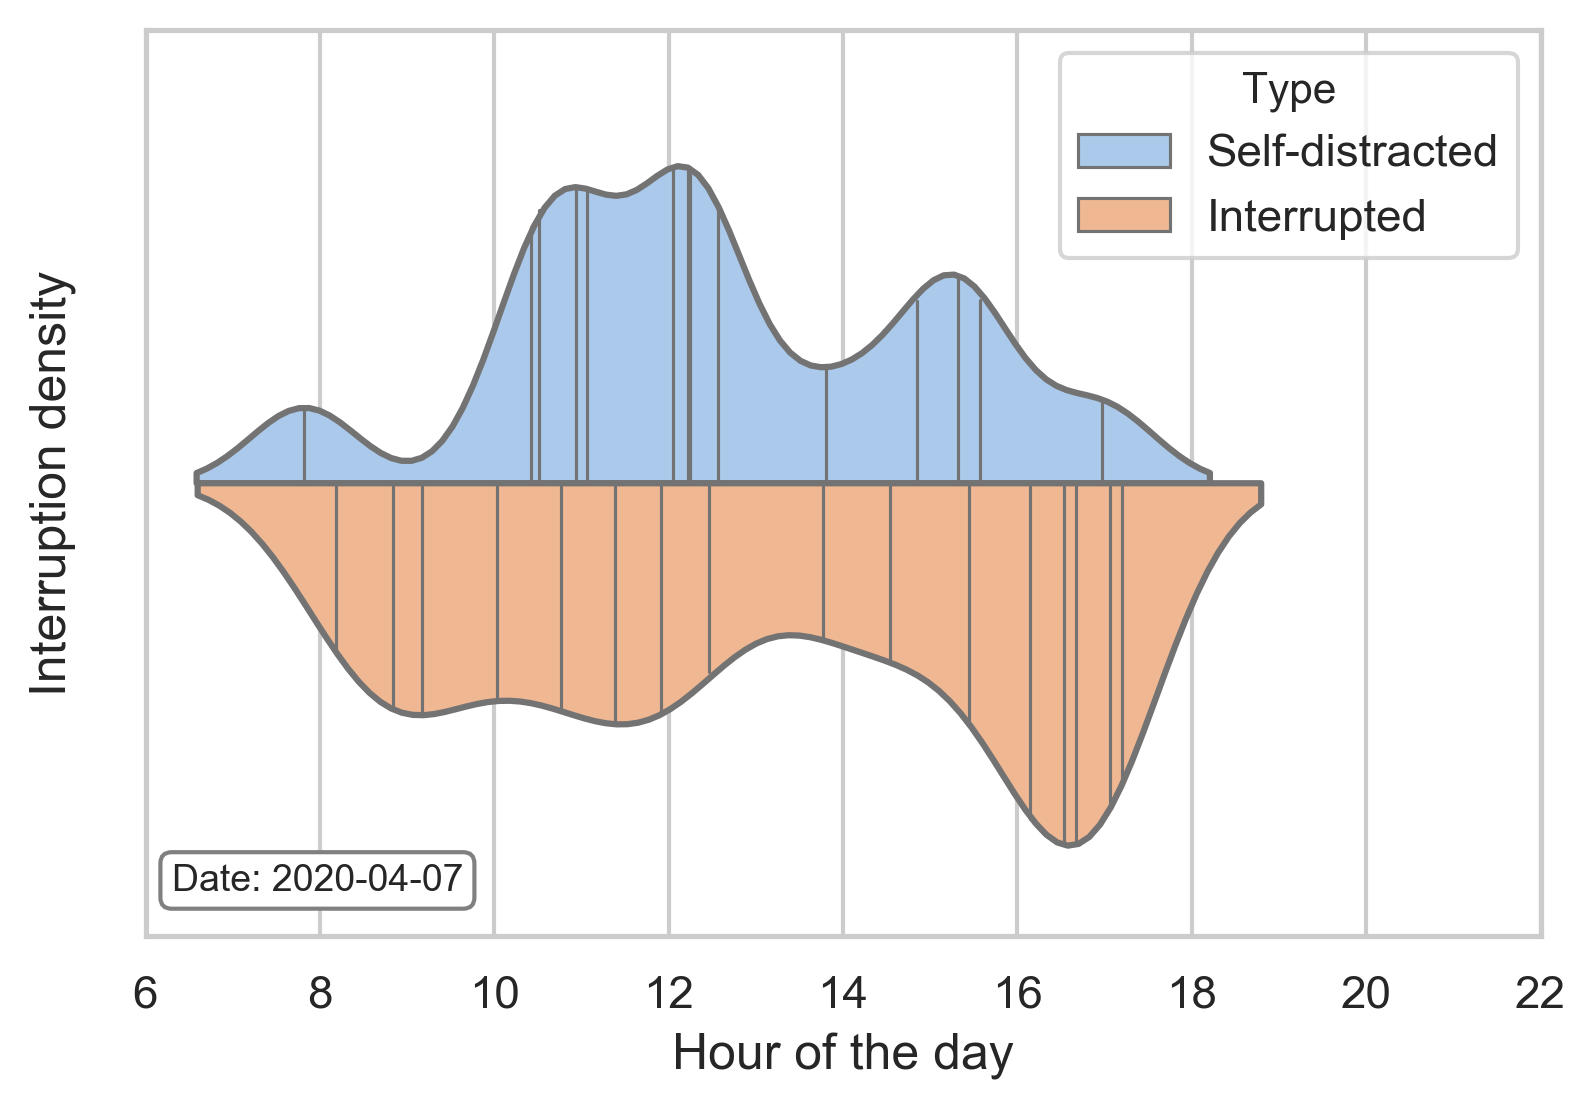 Type
Self-distracted
Interrupted
Interruption density
Date: 2020-04-07
6 8 10 12 14 16 18 20 22
Hour of the day